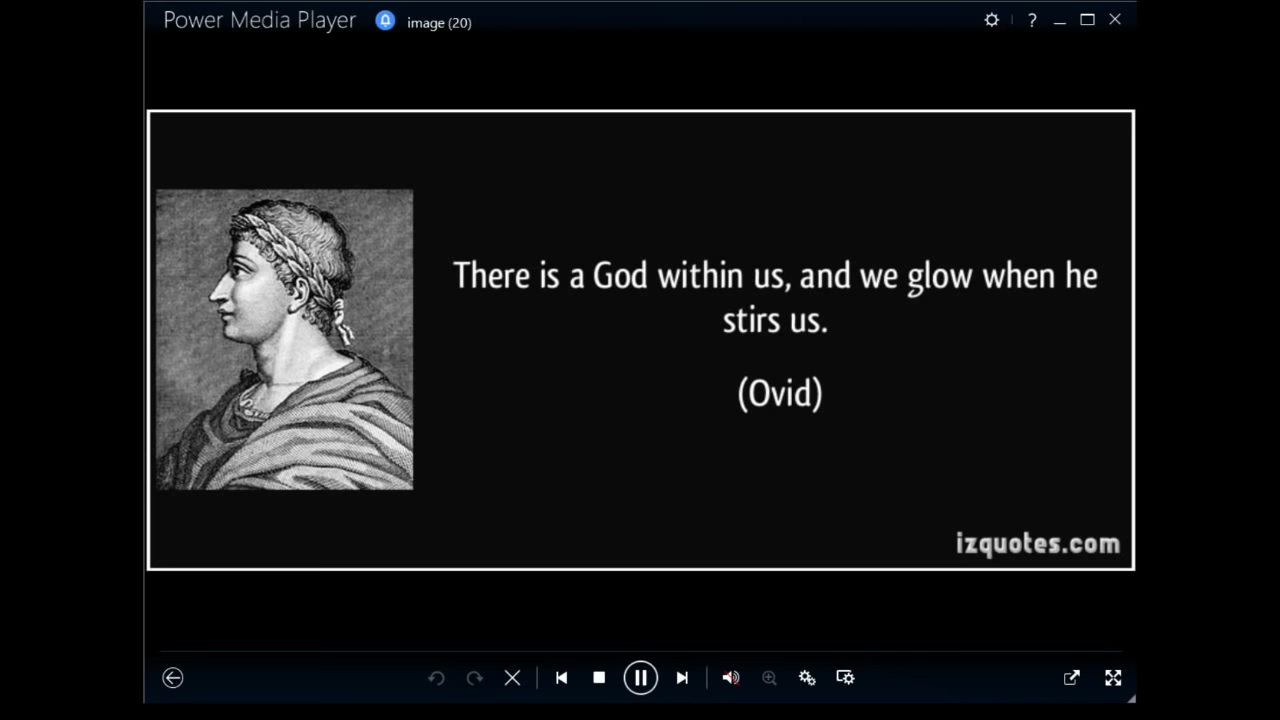 Power Media Player image (20) ?
There is a God within us, and we glow when he
stirs us.
(Ovid)
izquotes.com